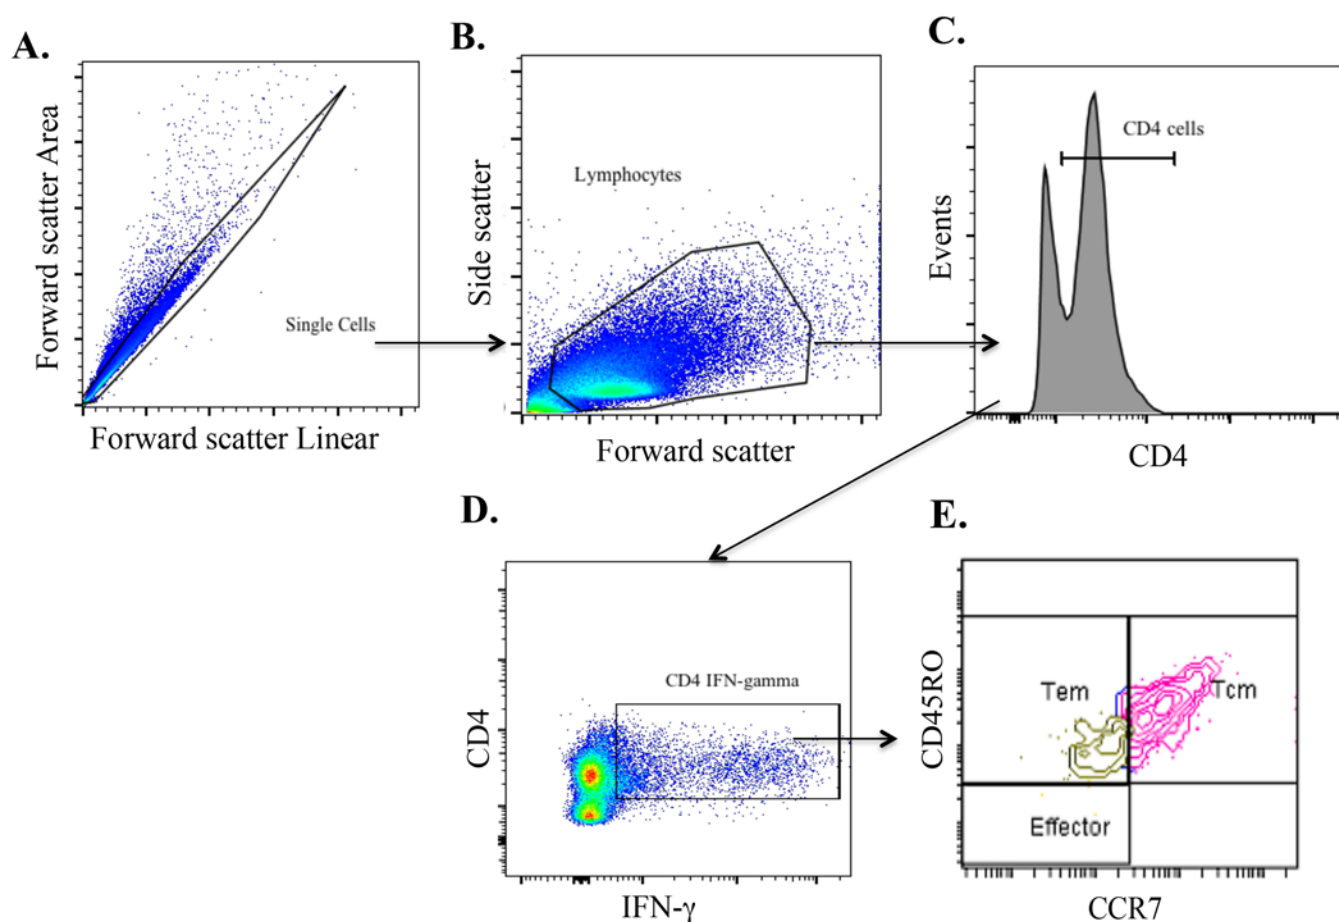 A.
Forward scatter Area
Single Cells
Forward scatter Linear
B.
Side scatter
Lymphocytes
Forward scatter
C.
Events
CD4 cells
CD4
D.
CD4
CD4 IFN-gamma
IFN-γ
E.
CD45RO
Tem
Tcm
Effector
CCR7